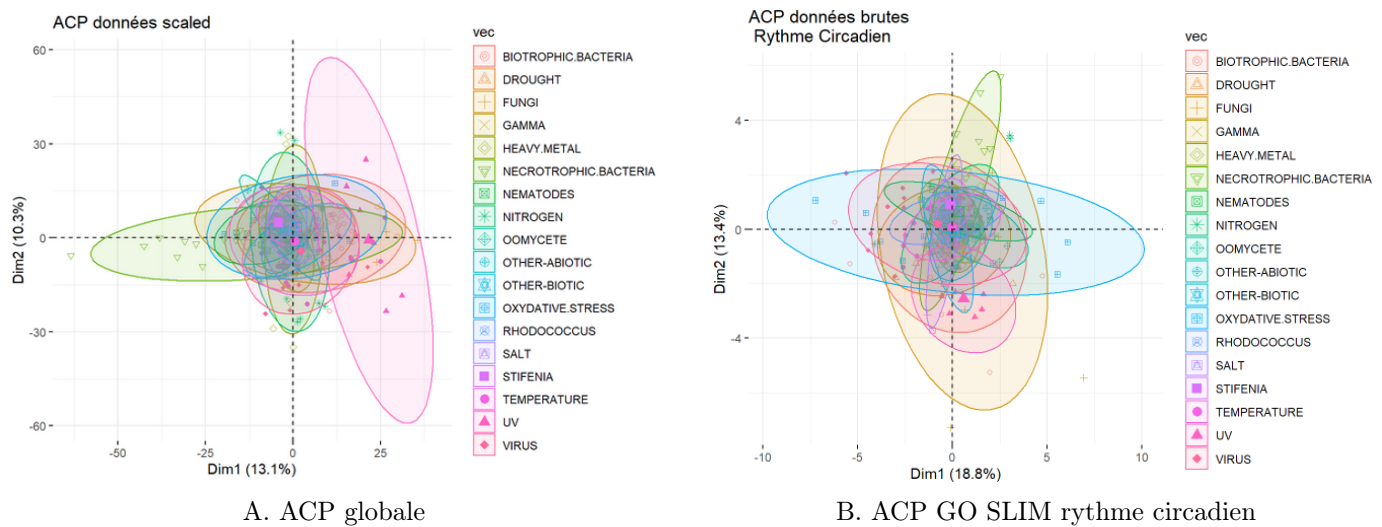 ACP données scaled
60
30
0
-30
-60
-50
-25
0
25
Dim2 (10.3%)
Dim1 (13.1%)
vec
BIOTROPHIC.BACTERIA
DROUGHT
FUNGI
GAMMA
HEAVY.METAL
NECROTROPHIC.BACTERIA
NEMATODES
NITROGEN
OOMYCETE
OTHER-ABIOTIC
OTHER-BIOTIC
OXYDATIVE.STRESS
RHODOCOCCUS
SALT
STIFENIA
TEMPERATURE
UV
VIRUS
A. ACP globale
ACP données brutes
Rythme Circadien
4
0
-4
-10
-5
0
5
10
Dim2 (13.4%)
Dim1 (18.8%)
vec
BIOTROPHIC.BACTERIA
DROUGHT
FUNGI
GAMMA
HEAVY.METAL
NECROTROPHIC.BACTERIA
NEMATODES
NITROGEN
OOMYCETE
OTHER-ABIOTIC
OTHER-BIOTIC
OXYDATIVE.STRESS
RHODOCOCCUS
SALT
STIFENIA
TEMPERATURE
UV
VIRUS
B. ACP GO SLIM rythme circadien